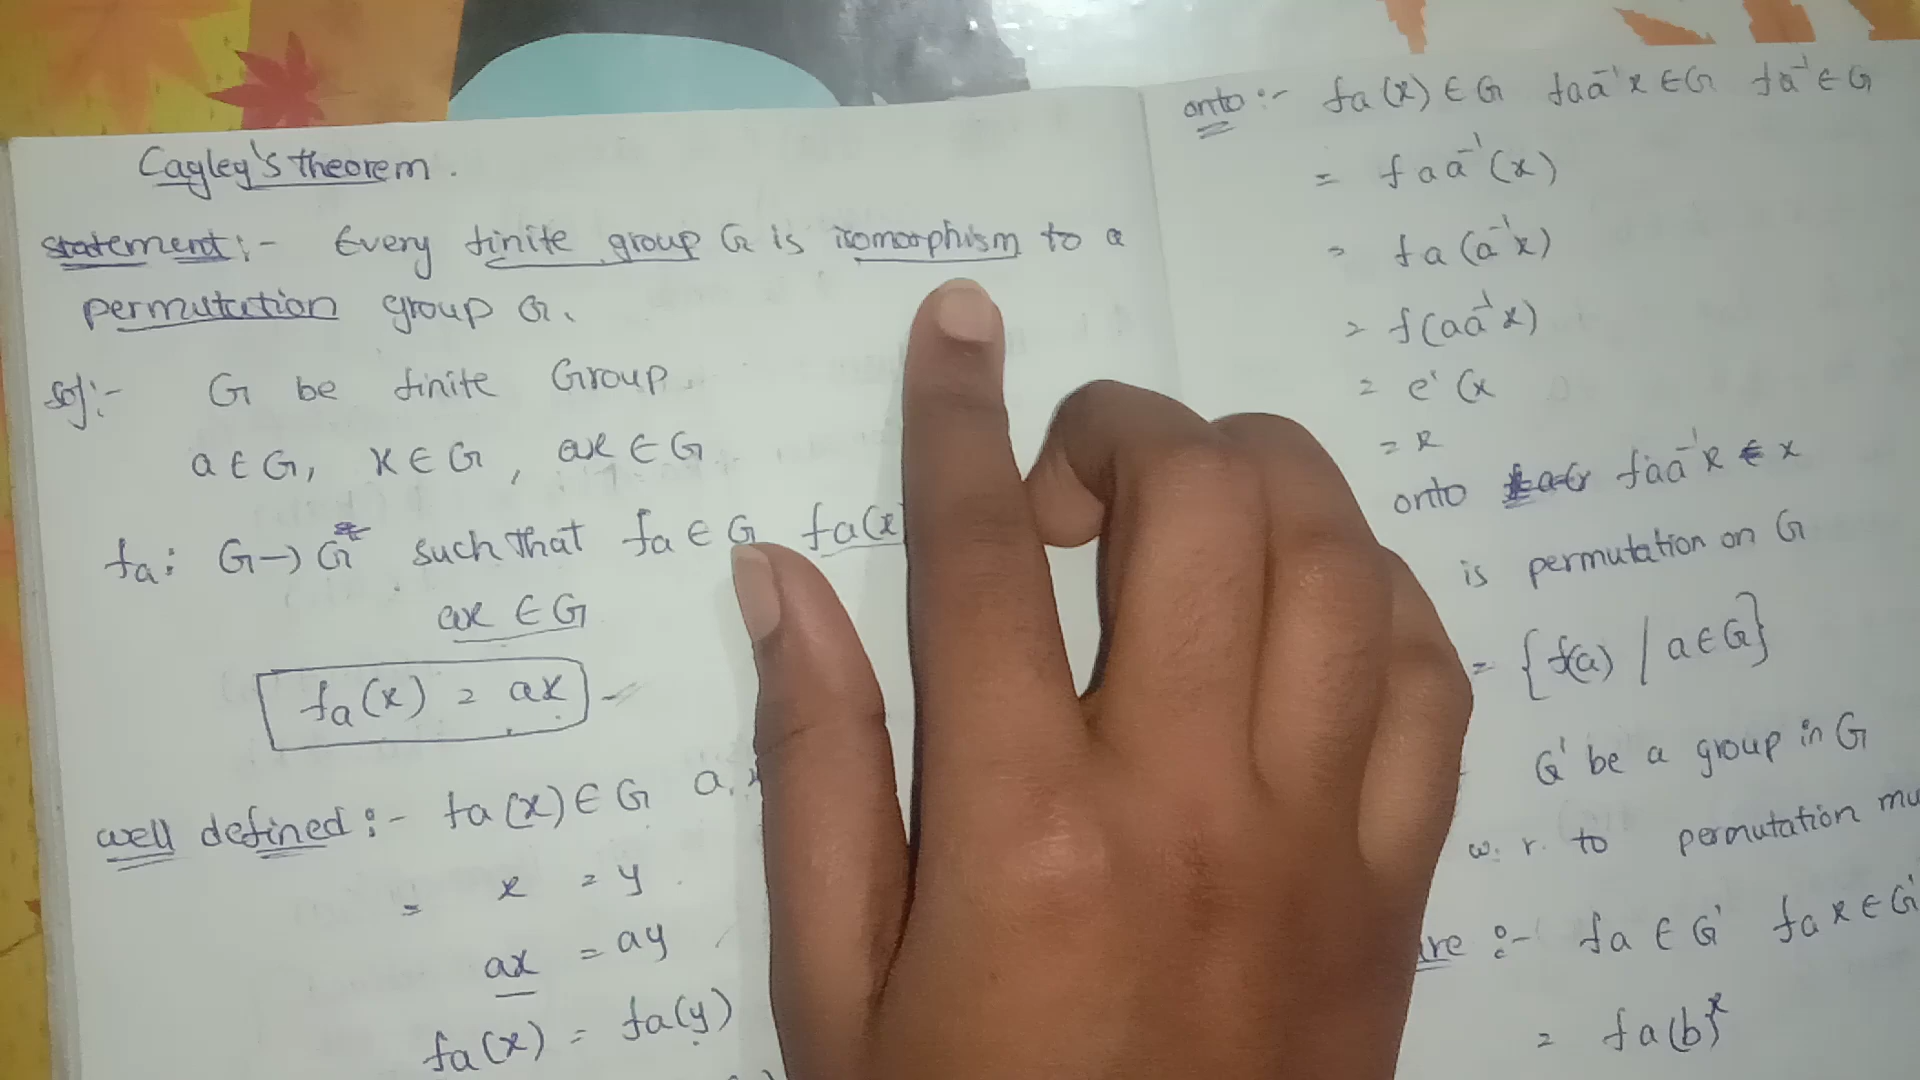 Cayley's theorem.
statement:- Every finite group G is isomorphism to a
permutation group G.
Sol:- G be finite Group.
a ∈ G, x ∈ G, ax ∈ G
fa: G → G such that fa ∈ G fa(x)
ax ∈ G
fa(x) = ax
well defined :- fa(x) ∈ G a,
= x = y
ax = ay
fa(x) = fa(y)
onto :- fa(x) ∈ G faa⁻¹x ∈ G fa⁻¹ ∈ G
= faa⁻¹(x)
= fa(a⁻¹x)
= f(aa⁻¹x)
= e'(x
= x
onto faa⁻¹x ∈ x
is permutation on G
= {f(a) / a ∈ G}
G' be a group in G
w.r. to permutation mu
re :- fa ∈ G' fax ∈ G'
= fa(b)x